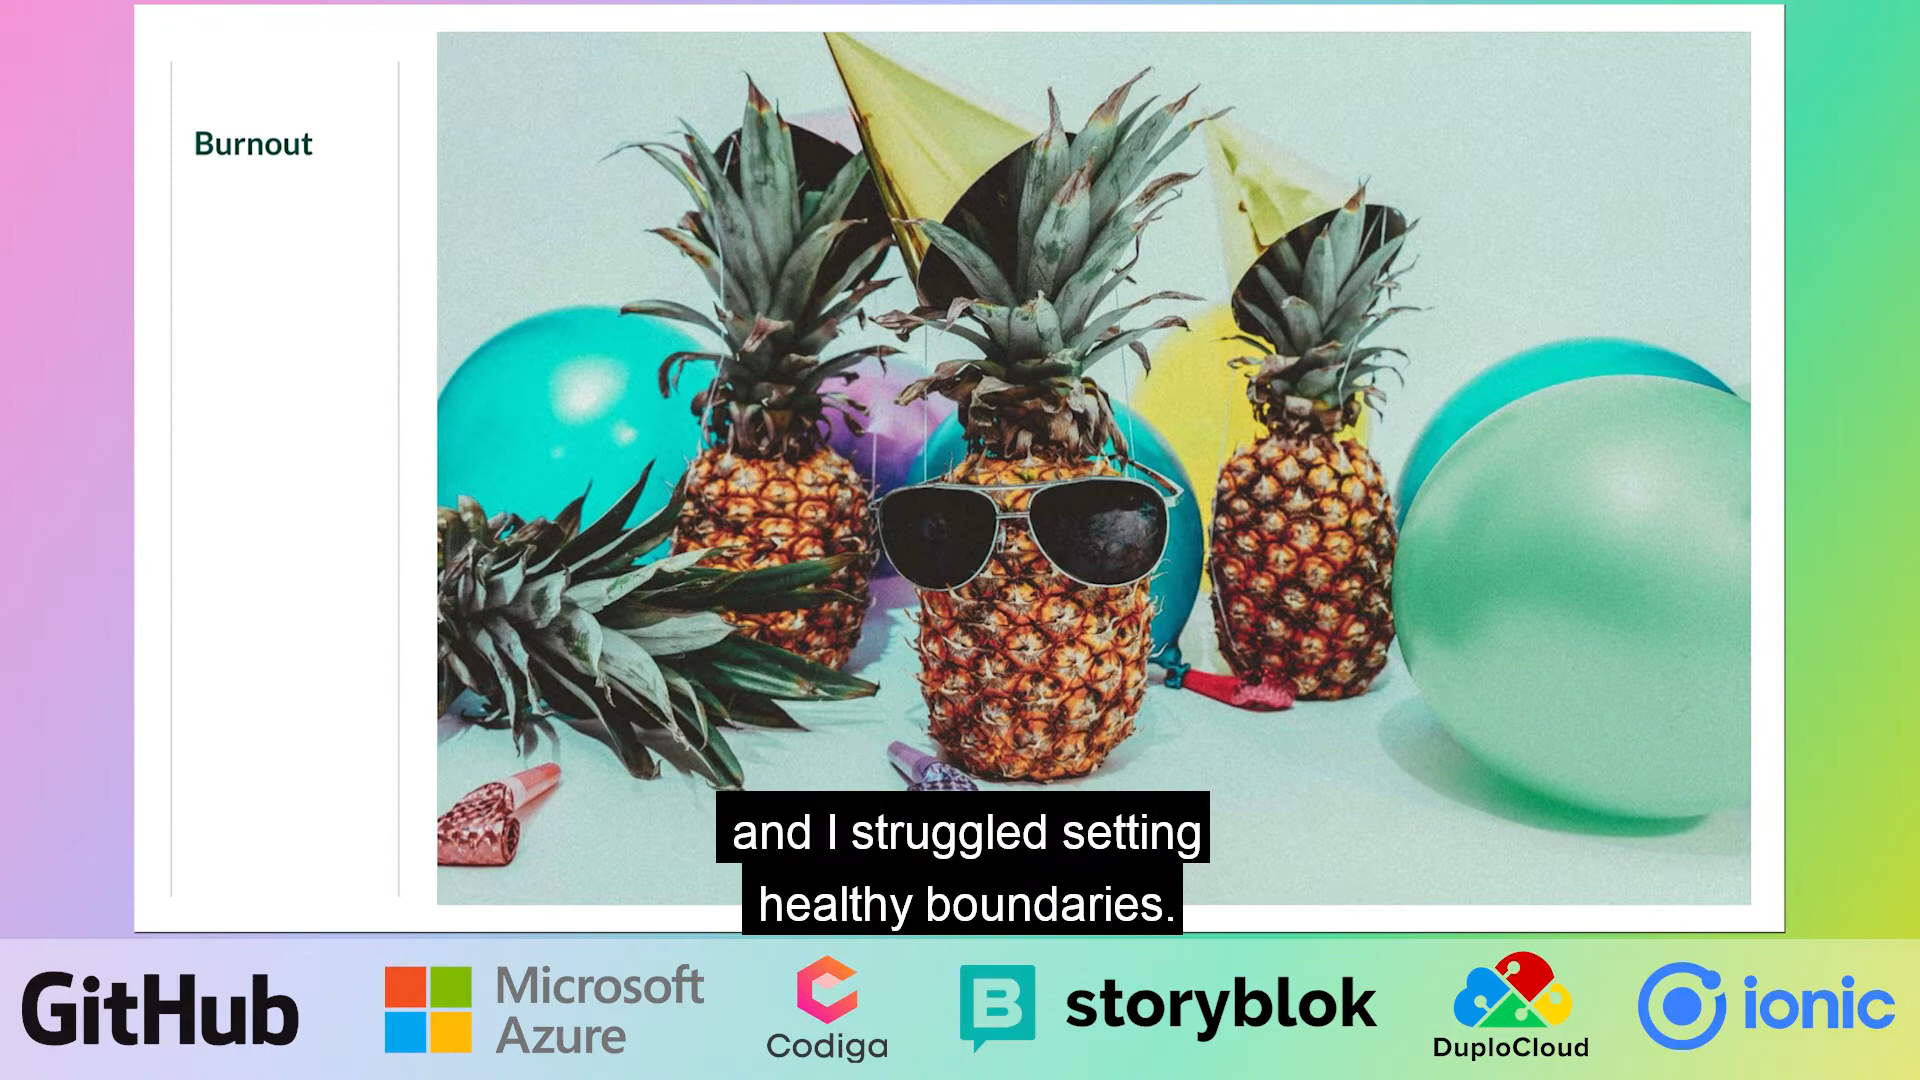 Burnout
and I struggled setting
healthy boundaries.
GitHub
Microsoft
Azure
Codiga
storyblok
DuploCloud
ionic